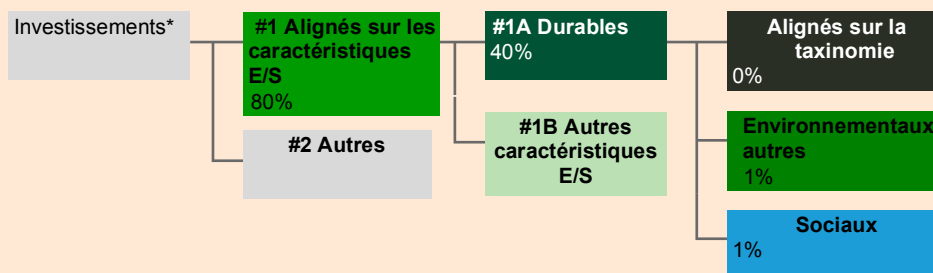 Investissements*
#1 Alignés sur les
caractéristiques
E/S
80%
#2 Autres
#1A Durables
40%
#1B Autres
caractéristiques
E/S
Alignés sur la
taxinomie
0%
Environnementaux
autres
1%
Sociaux
1%